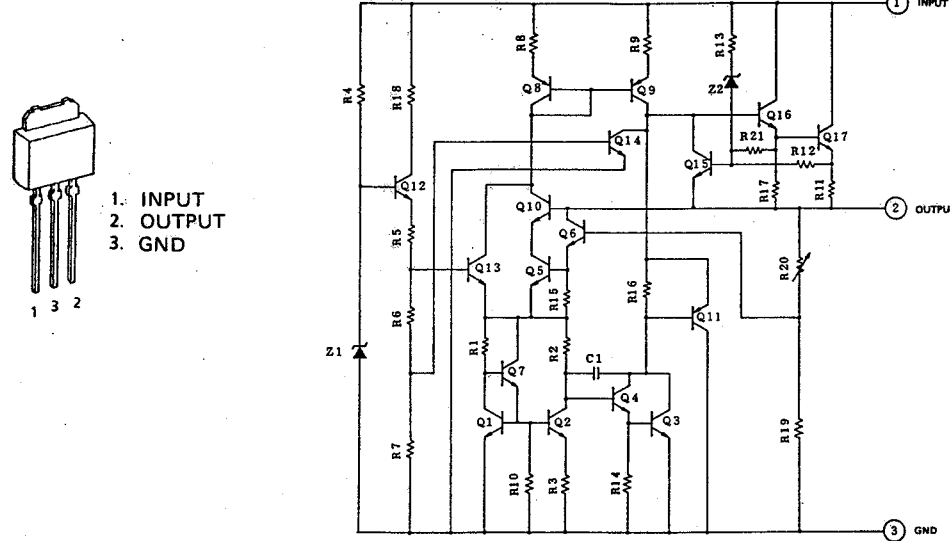 1. INPUT
2. OUTPUT
3. GND
1 3 2
1 INPUT
R8
R9
R13
R4
R18
Q8
Q9
Z2
Q16
Q14
R21
Q17
R12
Q15
Q12
R17
R11
Q10
2 OUTPU
R5
Q6
Q13
Q5
R20
R15
R16
R6
Q11
Z1
R1
R2
C1
Q7
Q4
Q1
Q2
Q3
R19
R7
R10
R3
R14
3 GND